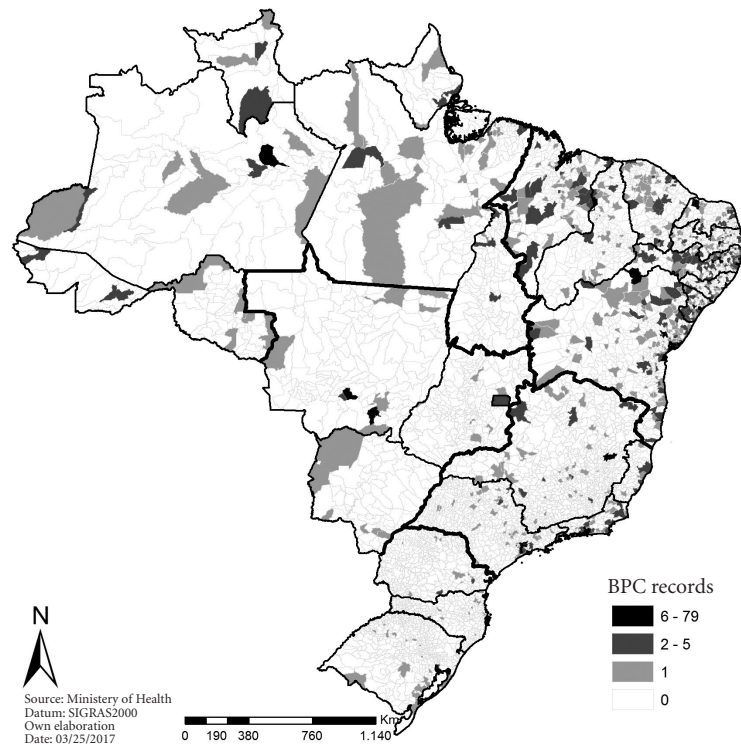 BPC records
6 - 79
2 - 5
1
0
N
Source: Ministry of Health
Datum: SIGRAS2000
Own elaboration
Date: 03/25/2017
Km
0 190 380 760 1.140